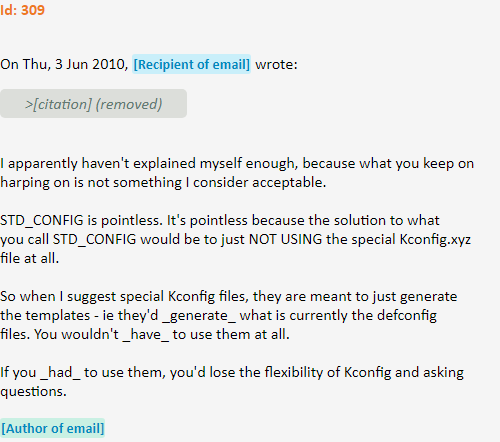 Id: 309
On Thu, 3 Jun 2010, [Recipient of email] wrote:
>[citation] (removed)
I apparently haven't explained myself enough, because what you keep on
harping on is not something I consider acceptable.
STD_CONFIG is pointless. It's pointless because the solution to what
you call STD_CONFIG would be to just NOT USING the special Kconfig.xyz
file at all.
So when I suggest special Kconfig files, they are meant to just generate
the templates - ie they'd _generate_ what is currently the defconfig
files. You wouldn't _have_ to use them at all.
If you _had_ to use them, you'd lose the flexibility of Kconfig and asking
questions.
[Author of email]